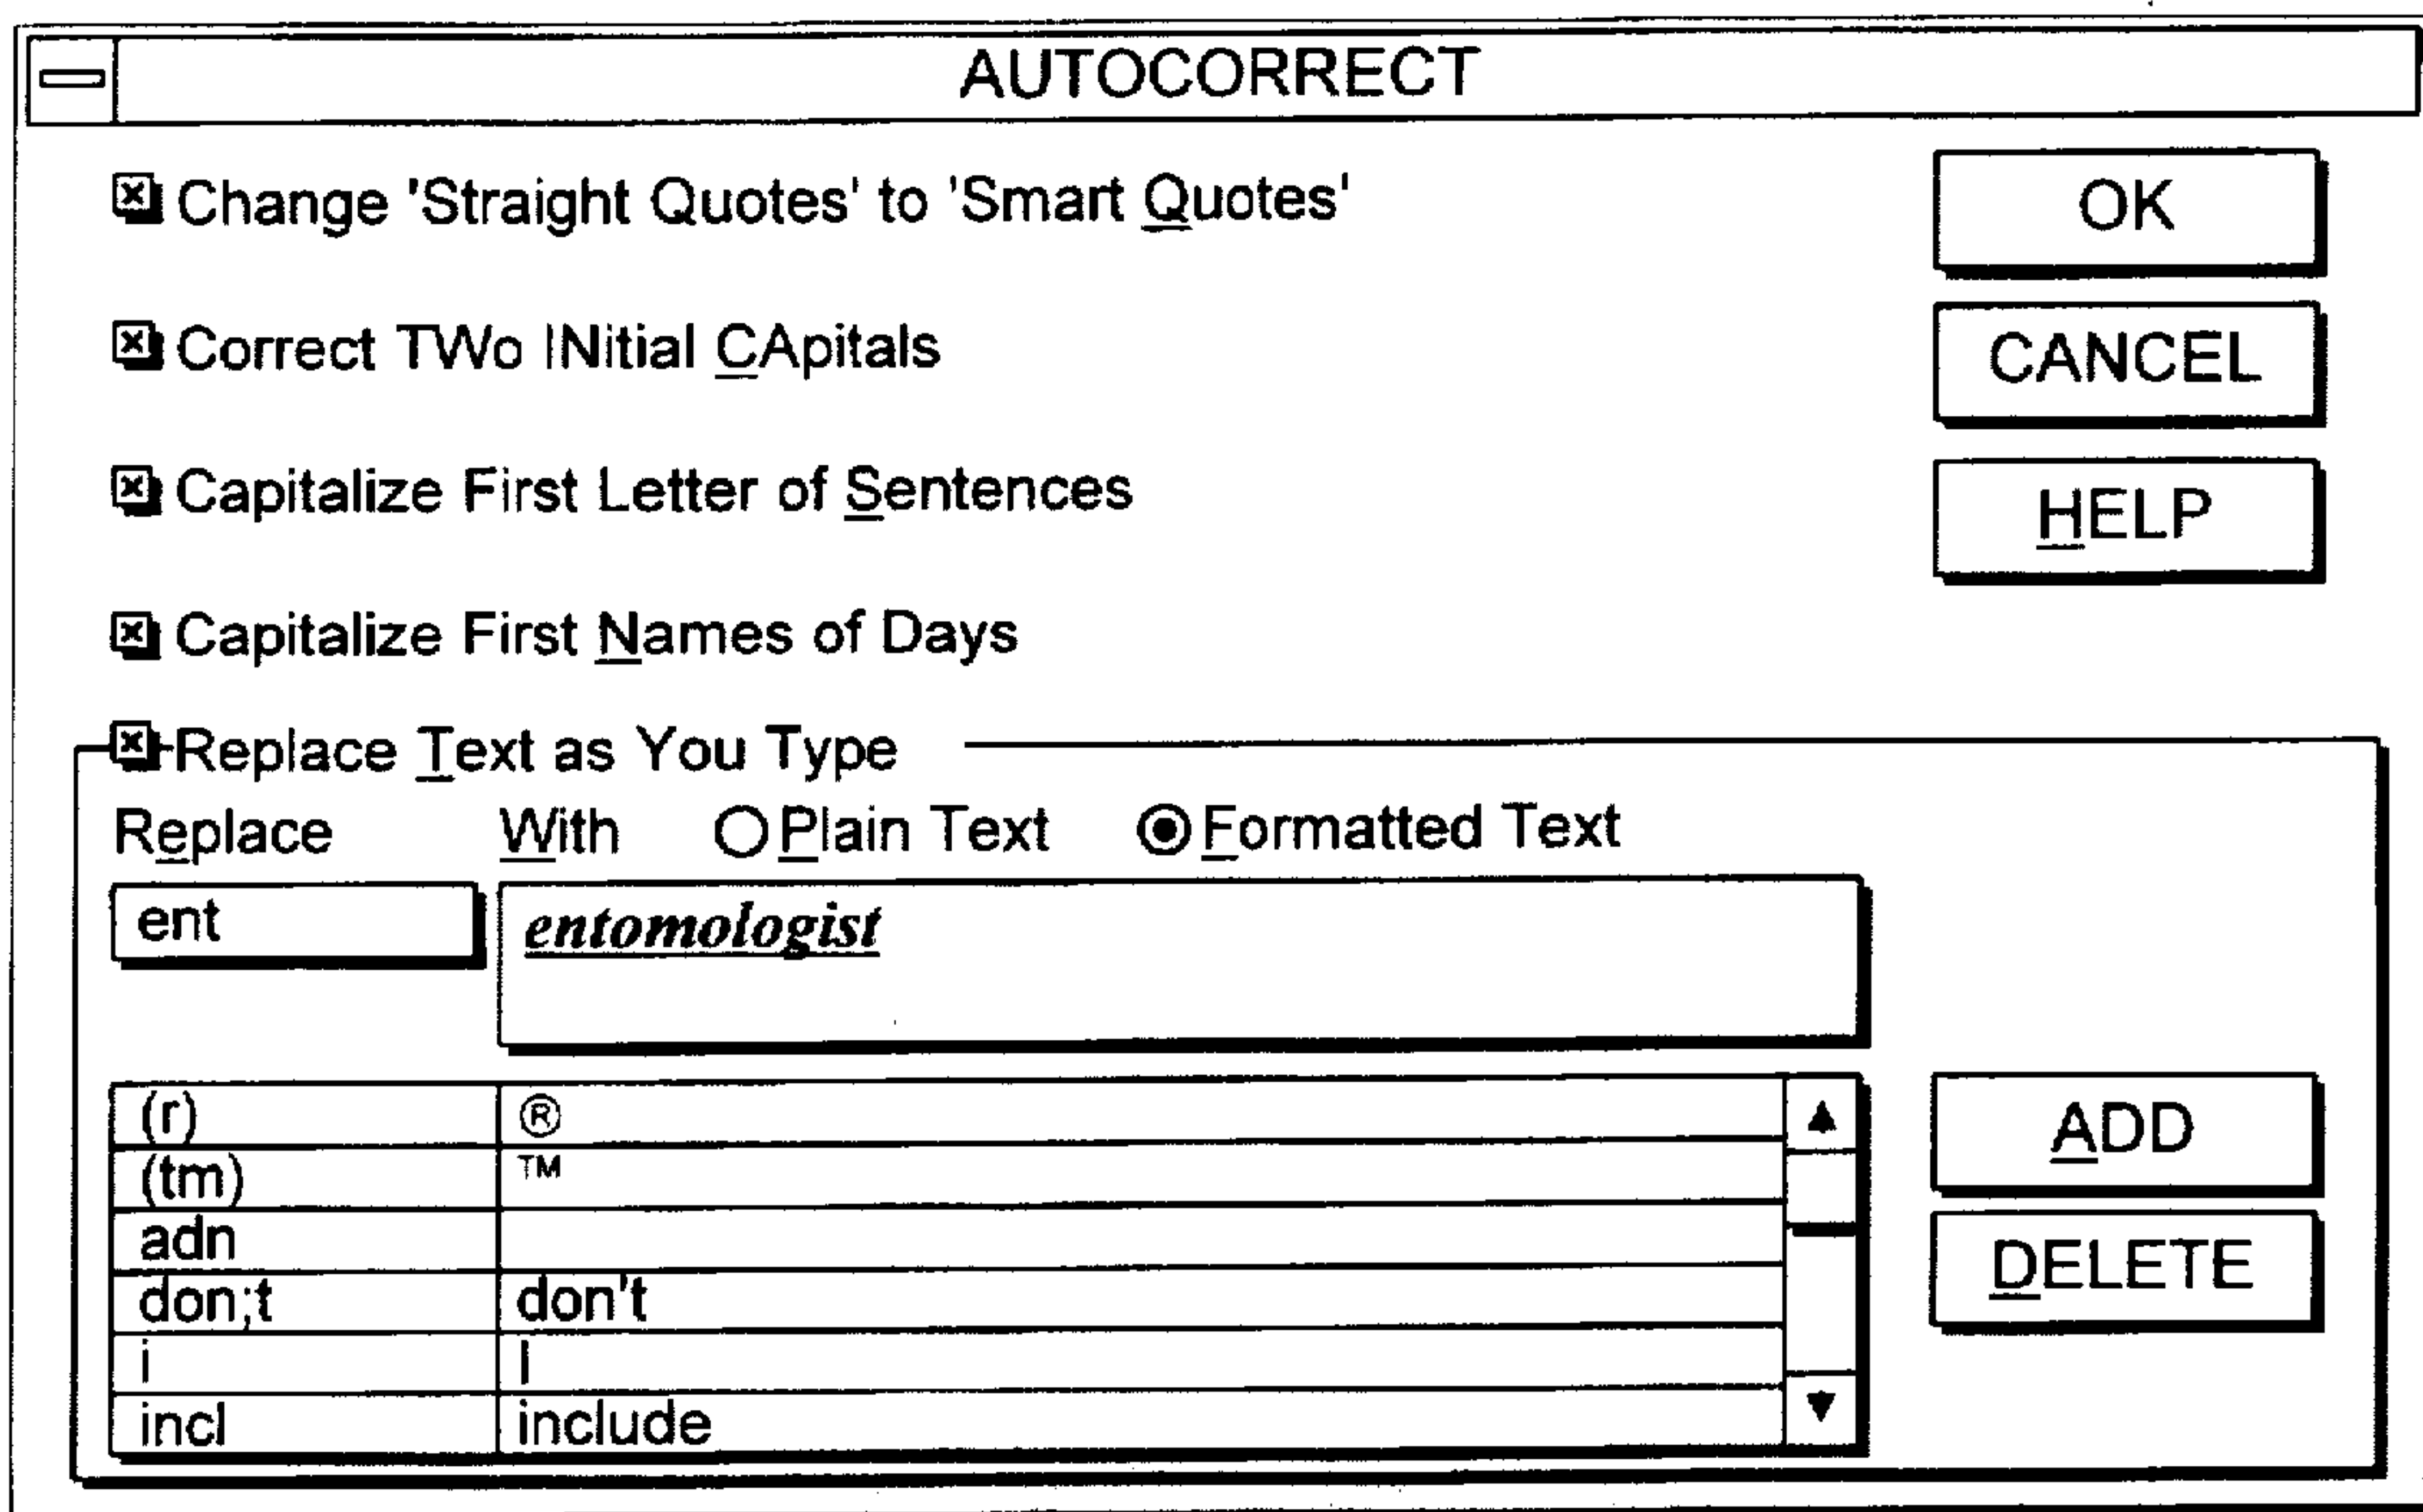 AUTOCORRECT
Change 'Straight Quotes' to 'Smart Quotes'
OK
Correct TWo INitial CApitals
CANCEL
Capitalize First Letter of Sentences
HELP
Capitalize First Names of Days
Replace Text as You Type
Replace With Plain Text Formatted Text
ent entomologist
(r) ®
ADD
(tm) ™
adn
DELETE
don;t don't
i I
incl include